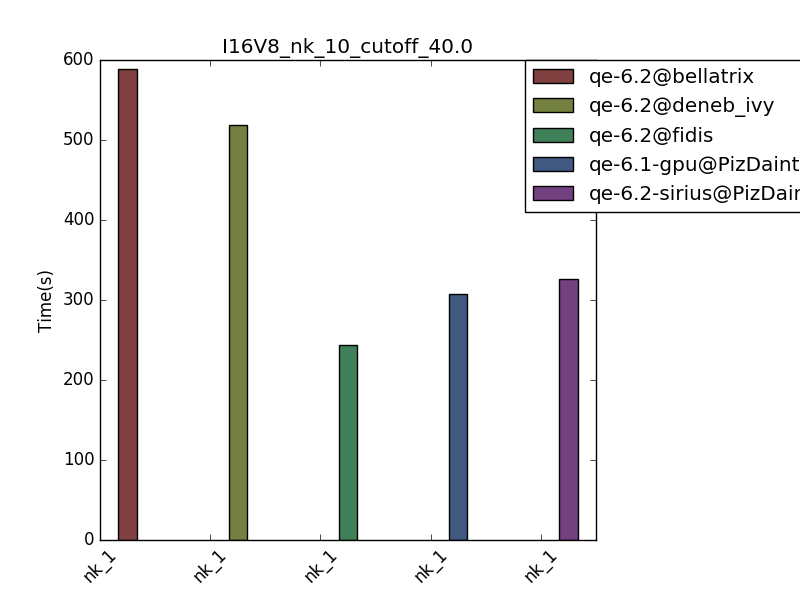 I16V8_nk_10_cutoff_40.0
600
500
400
300
200
100
0
Time(s)
nk_1
nk_1
nk_1
nk_1
nk_1
qe-6.2@bellatrix
qe-6.2@deneb_ivy
qe-6.2@fidis
qe-6.1-gpu@PizDaint
qe-6.2-sirius@PizDai